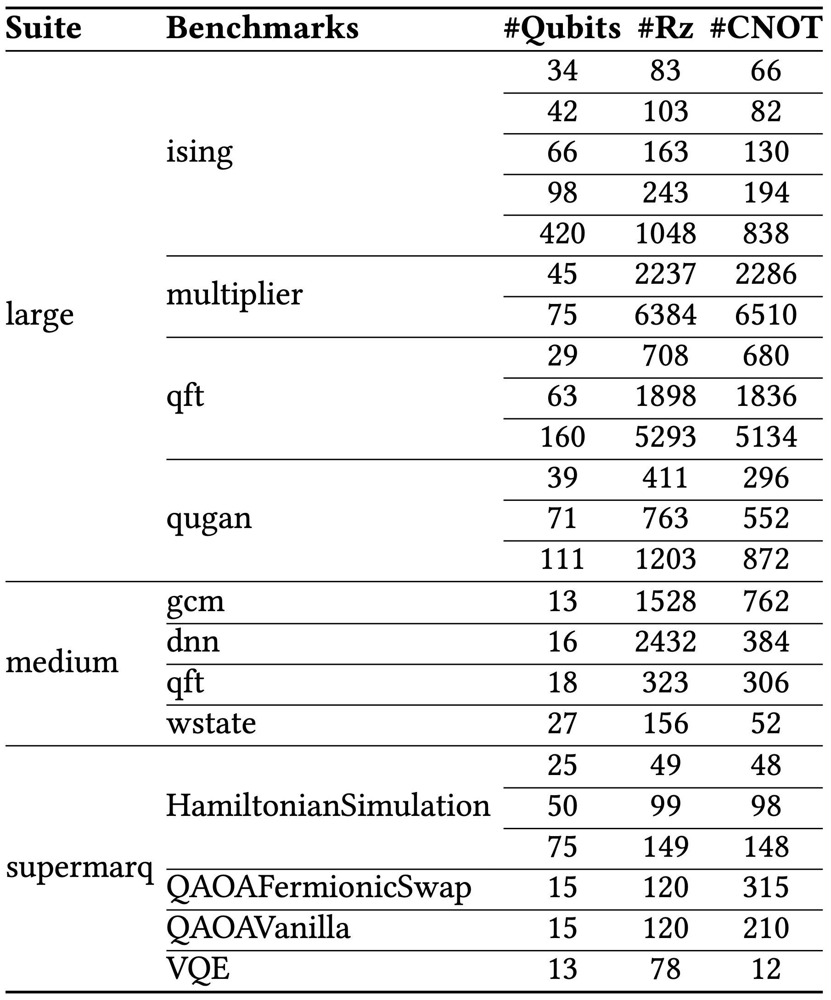 Suite Benchmarks #Qubits #Rz #CNOT
34 83 66
42 103 82
ising 66 163 130
98 243 194
420 1048 838
multiplier 45 2237 2286
large 75 6384 6510
29 708 680
qft 63 1898 1836
160 5293 5134
39 411 296
qugan 71 763 552
111 1203 872
gcm 13 1528 762
dnn 16 2432 384
medium qft 18 323 306
wstate 27 156 52
25 49 48
HamiltonianSimulation 50 99 98
75 149 148
supermarq QAOAFermionicSwap 15 120 315
QAOAVanilla 15 120 210
VQE 13 78 12